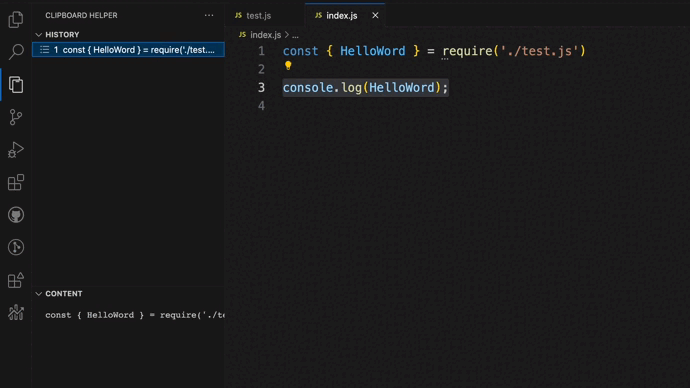 CLIPBOARD HELPER
HISTORY
1 const { HelloWord } = require('./test....
CONTENT
const { HelloWord } = require('./te
JS test.js
JS index.js
JS index.js > ...
1 const { HelloWord } = require('./test.js')
2
3 console.log(HelloWord);
4